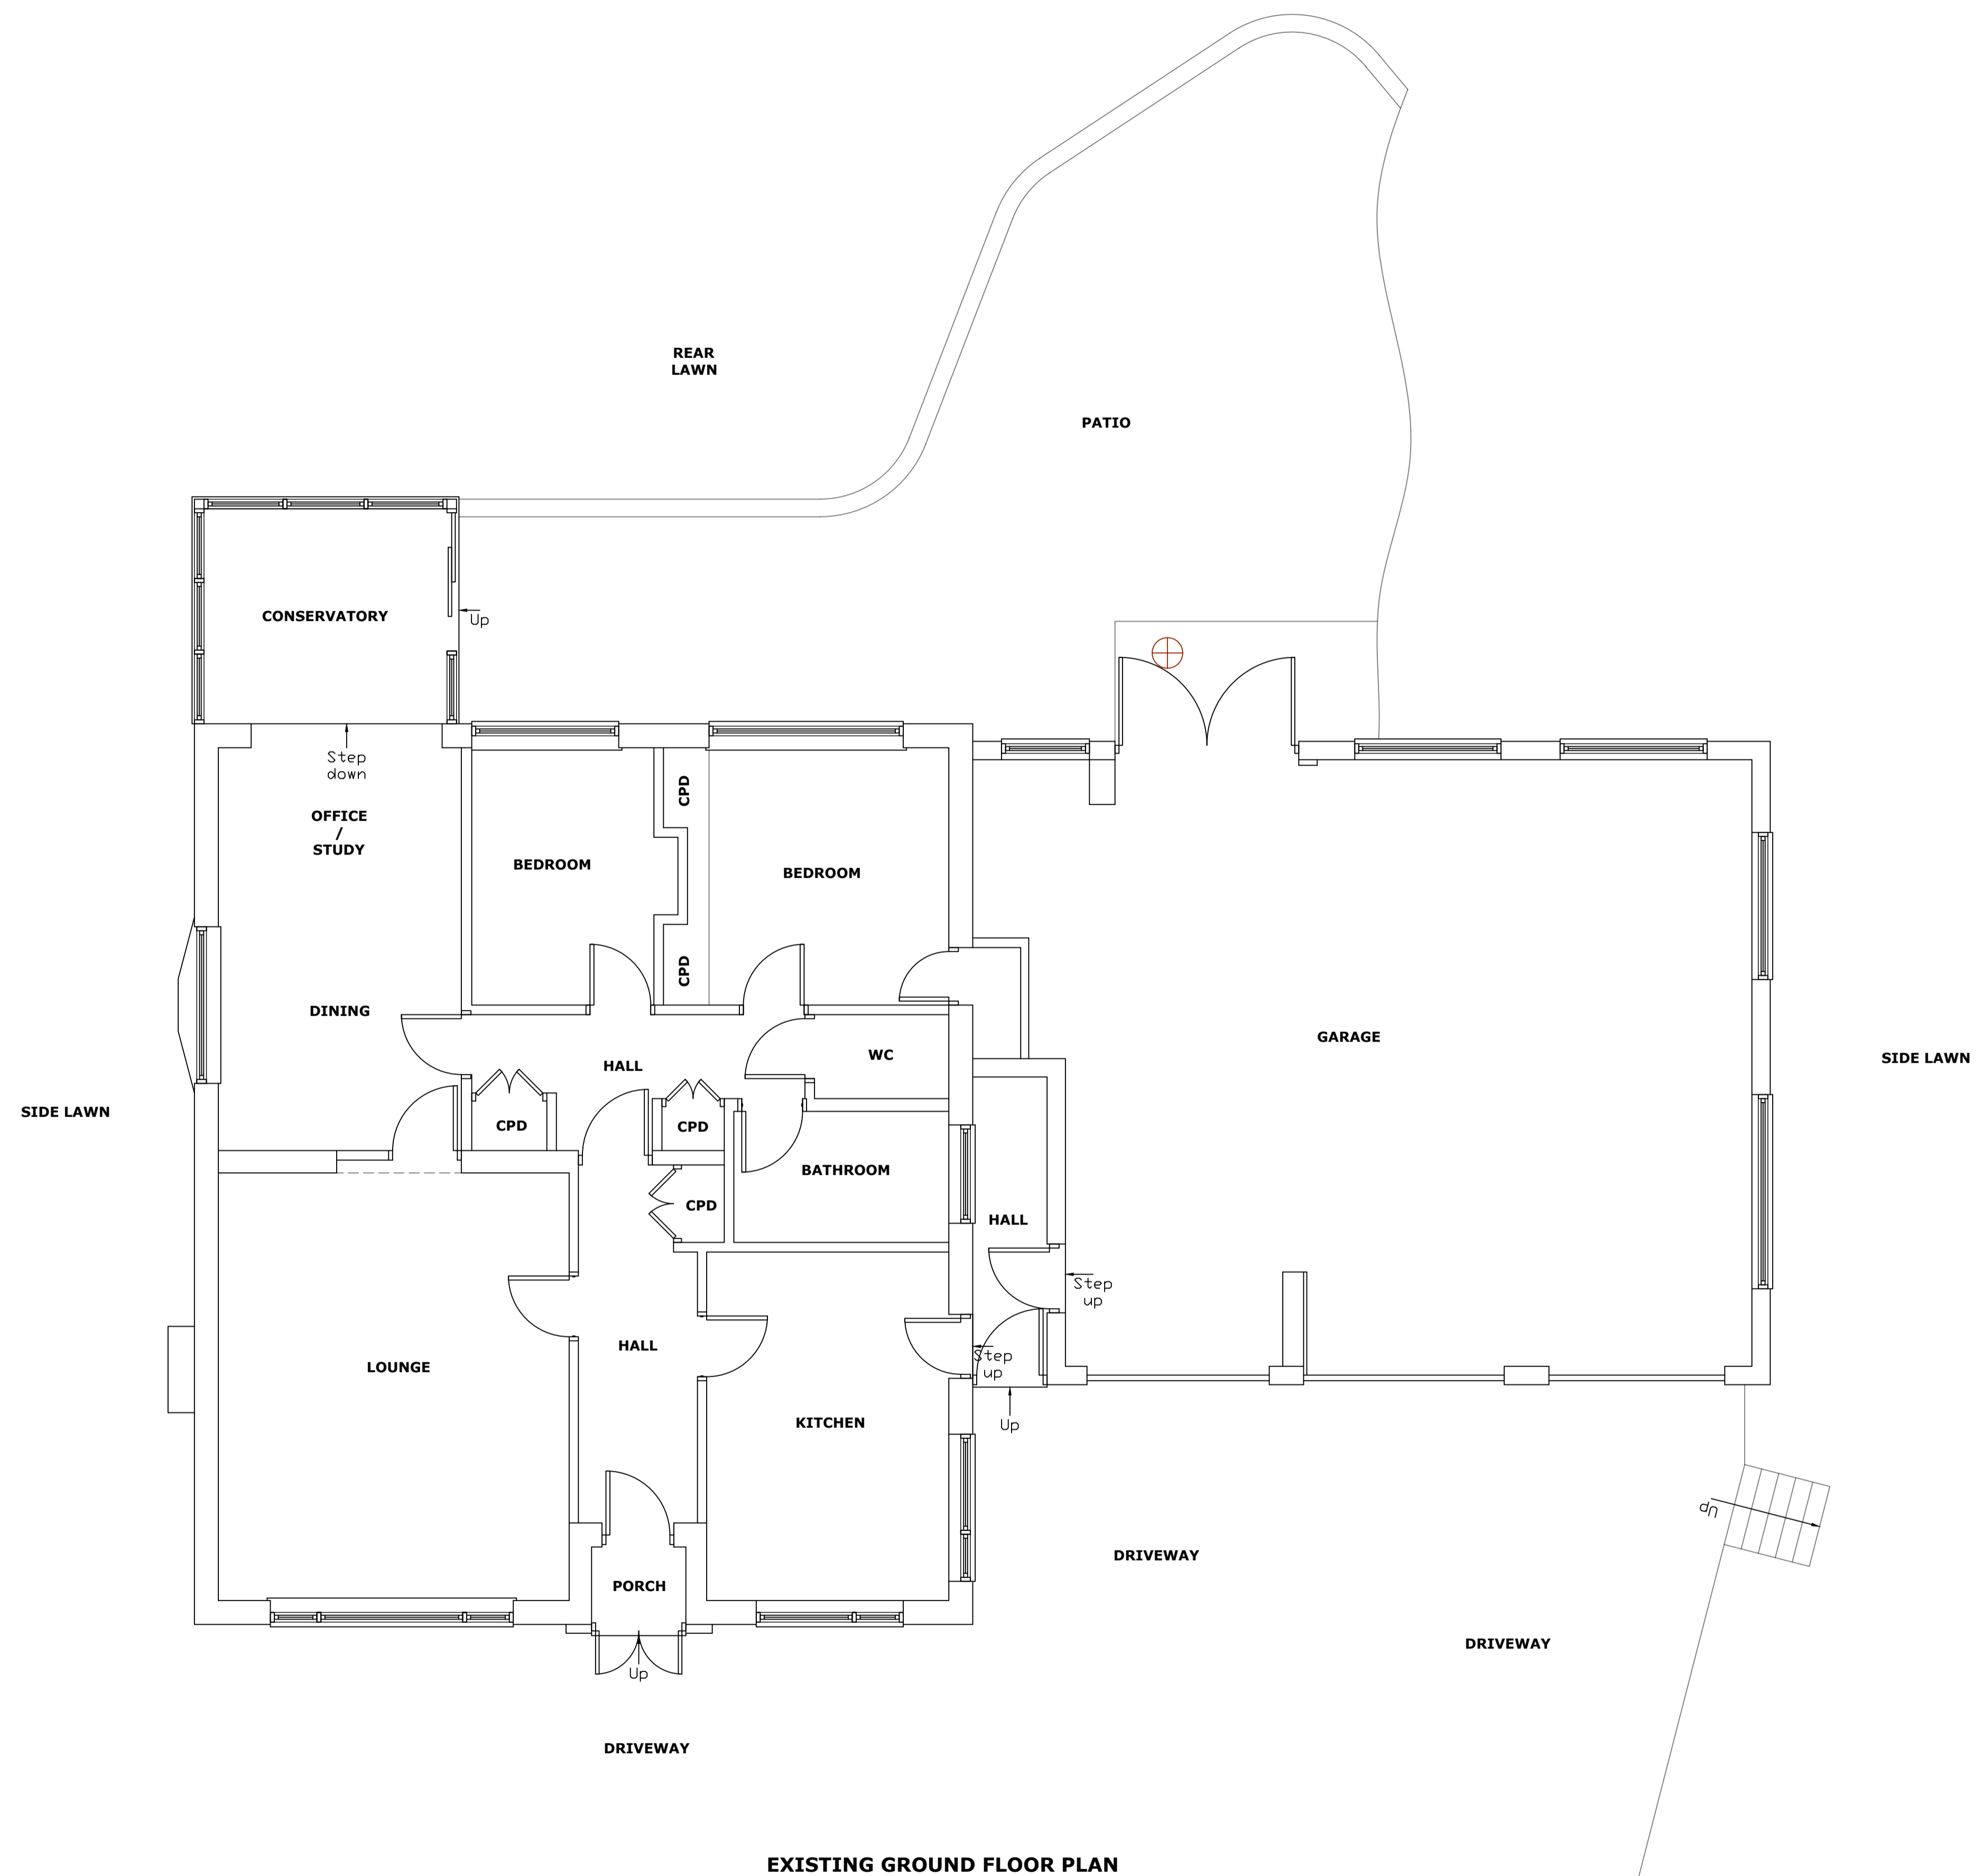 REAR
LAWN
PATIO
CONSERVATORY
Up
Step
down
OFFICE
/
STUDY
CPD
BEDROOM
BEDROOM
CPD
DINING
GARAGE
HALL
WC
SIDE LAWN
SIDE LAWN
CPD
CPD
BATHROOM
CPD
HALL
Step
up
HALL
Step
up
LOUNGE
KITCHEN
Up
Up
DRIVEWAY
PORCH
DRIVEWAY
Up
DRIVEWAY
EXISTING GROUND FLOOR PLAN